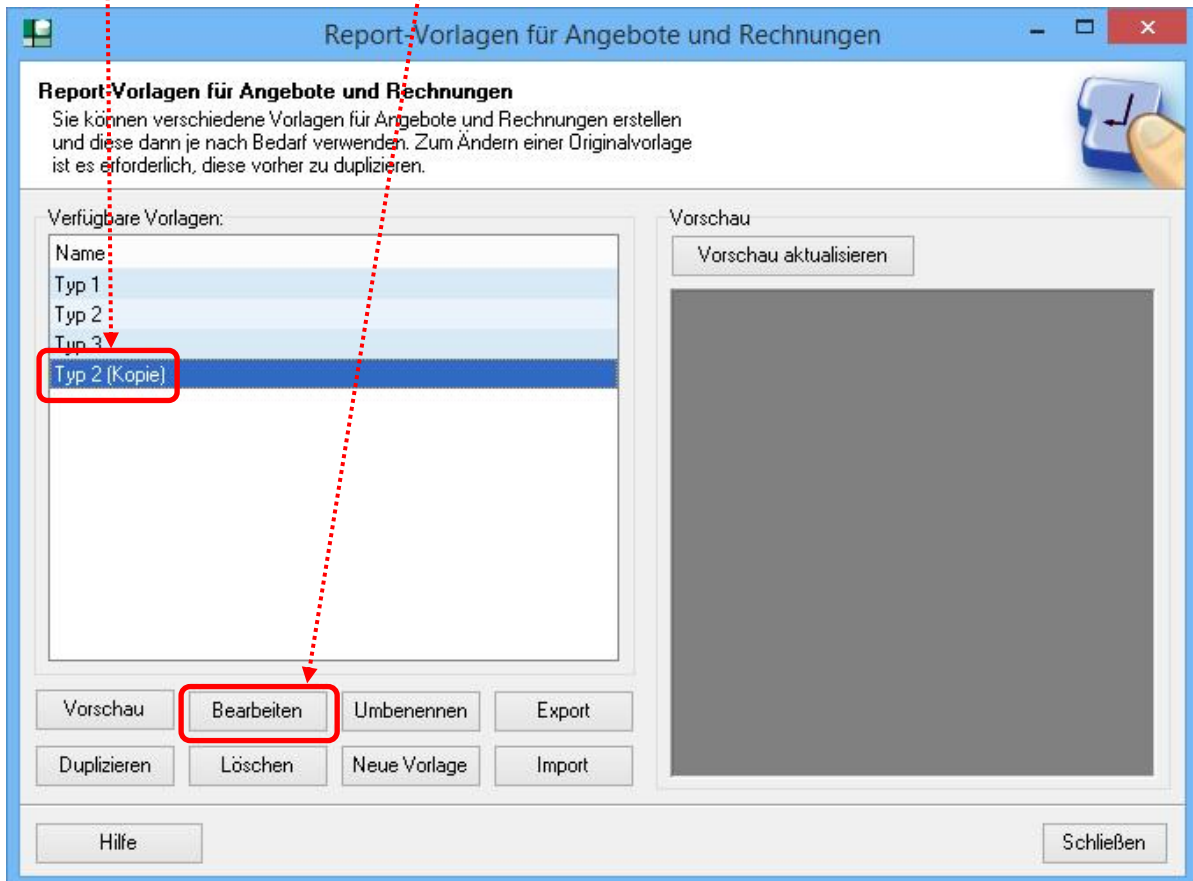 Report-Vorlagen für Angebote und Rechnungen
Report-Vorlagen für Angebote und Rechnungen
Sie können verschiedene Vorlagen für Angebote und Rechnungen erstellen
und diese dann je nach Bedarf verwenden. Zum Ändern einer Originalvorlage
ist es erforderlich, diese vorher zu duplizieren.
Verfügbare Vorlagen:
Name
Typ 1
Typ 2
Typ 3
Typ 2 (Kopie)
Vorschau
Vorschau aktualisieren
Vorschau Bearbeiten Umbenennen Export
Duplizieren Löschen Neue Vorlage Import
Hilfe Schließen